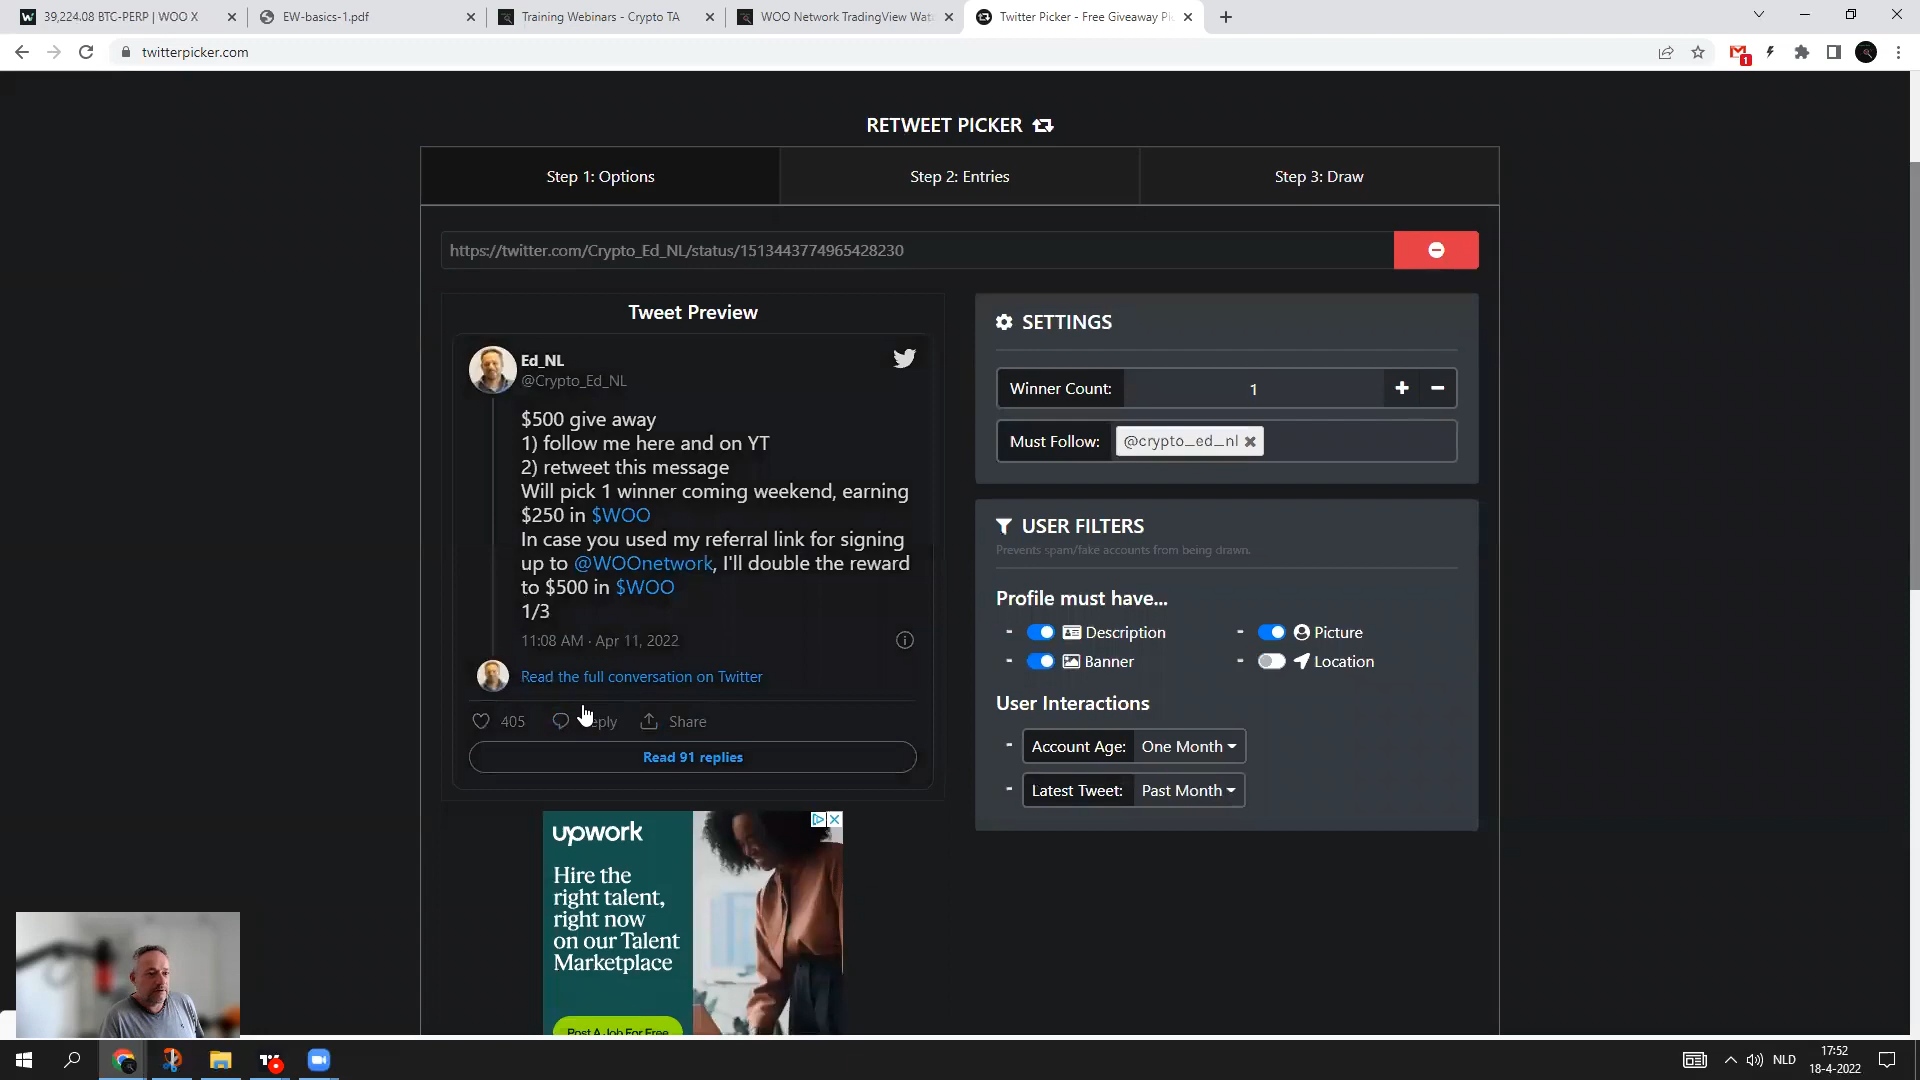 39,224.08 BTC-PERP | WOO X
EW-basics-1.pdf
Training Webinars - Crypto TA
WOO Network TradingView Wat
Twitter Picker - Free Giveaway Pi
twitterpicker.com
1
RETWEET PICKER
Step 1: Options
Step 2: Entries
Step 3: Draw
https://twitter.com/Crypto_Ed_NL/status/1513443774965428230
Tweet Preview
Ed_NL
@Crypto_Ed_NL
$500 give away
1) follow me here and on YT
2) retweet this message
Will pick 1 winner coming weekend, earning
$250 in $WOO
In case you used my referral link for signing
up to @WOOnetwork, I'll double the reward
to $500 in $WOO
1/3
11:08 AM · Apr 11, 2022
Read the full conversation on Twitter
405
Share
Read 91 replies
SETTINGS
Winner Count:
1
Must Follow:
@crypto_ed_nl
USER FILTERS
Prevents spam/fake accounts from being drawn.
Profile must have...
- Description
- Picture
- Banner
- Location
User Interactions
- Account Age: One Month
- Latest Tweet: Past Month
upwork
Hire the
right talent,
right now
on our Talent
Marketplace
Post A Job For Free
NLD
17:52
18-4-2022